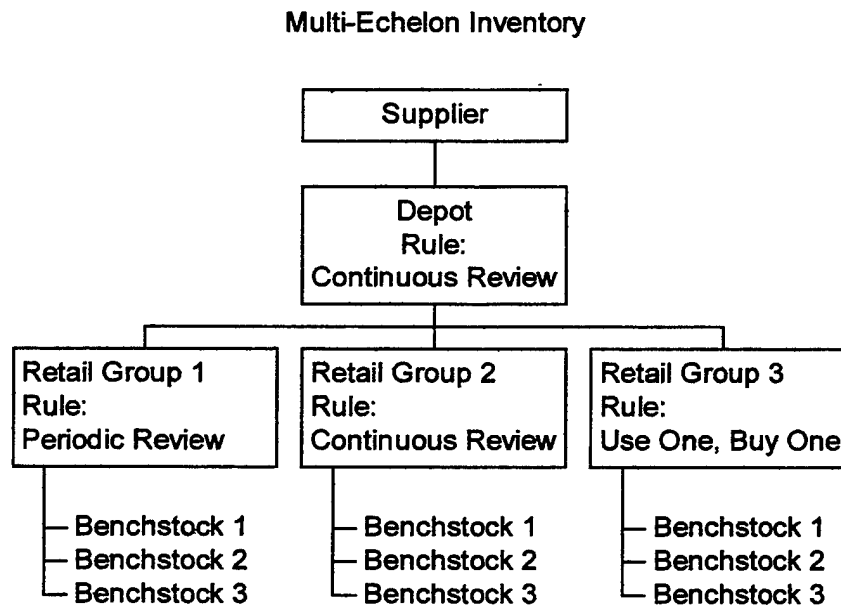 Multi-Echelon Inventory
Supplier
Depot
Rule:
Continuous Review
Retail Group 1
Rule:
Periodic Review
Retail Group 2
Rule:
Continuous Review
Retail Group 3
Rule:
Use One, Buy One
Benchstock 1
Benchstock 2
Benchstock 3
Benchstock 1
Benchstock 2
Benchstock 3
Benchstock 1
Benchstock 2
Benchstock 3